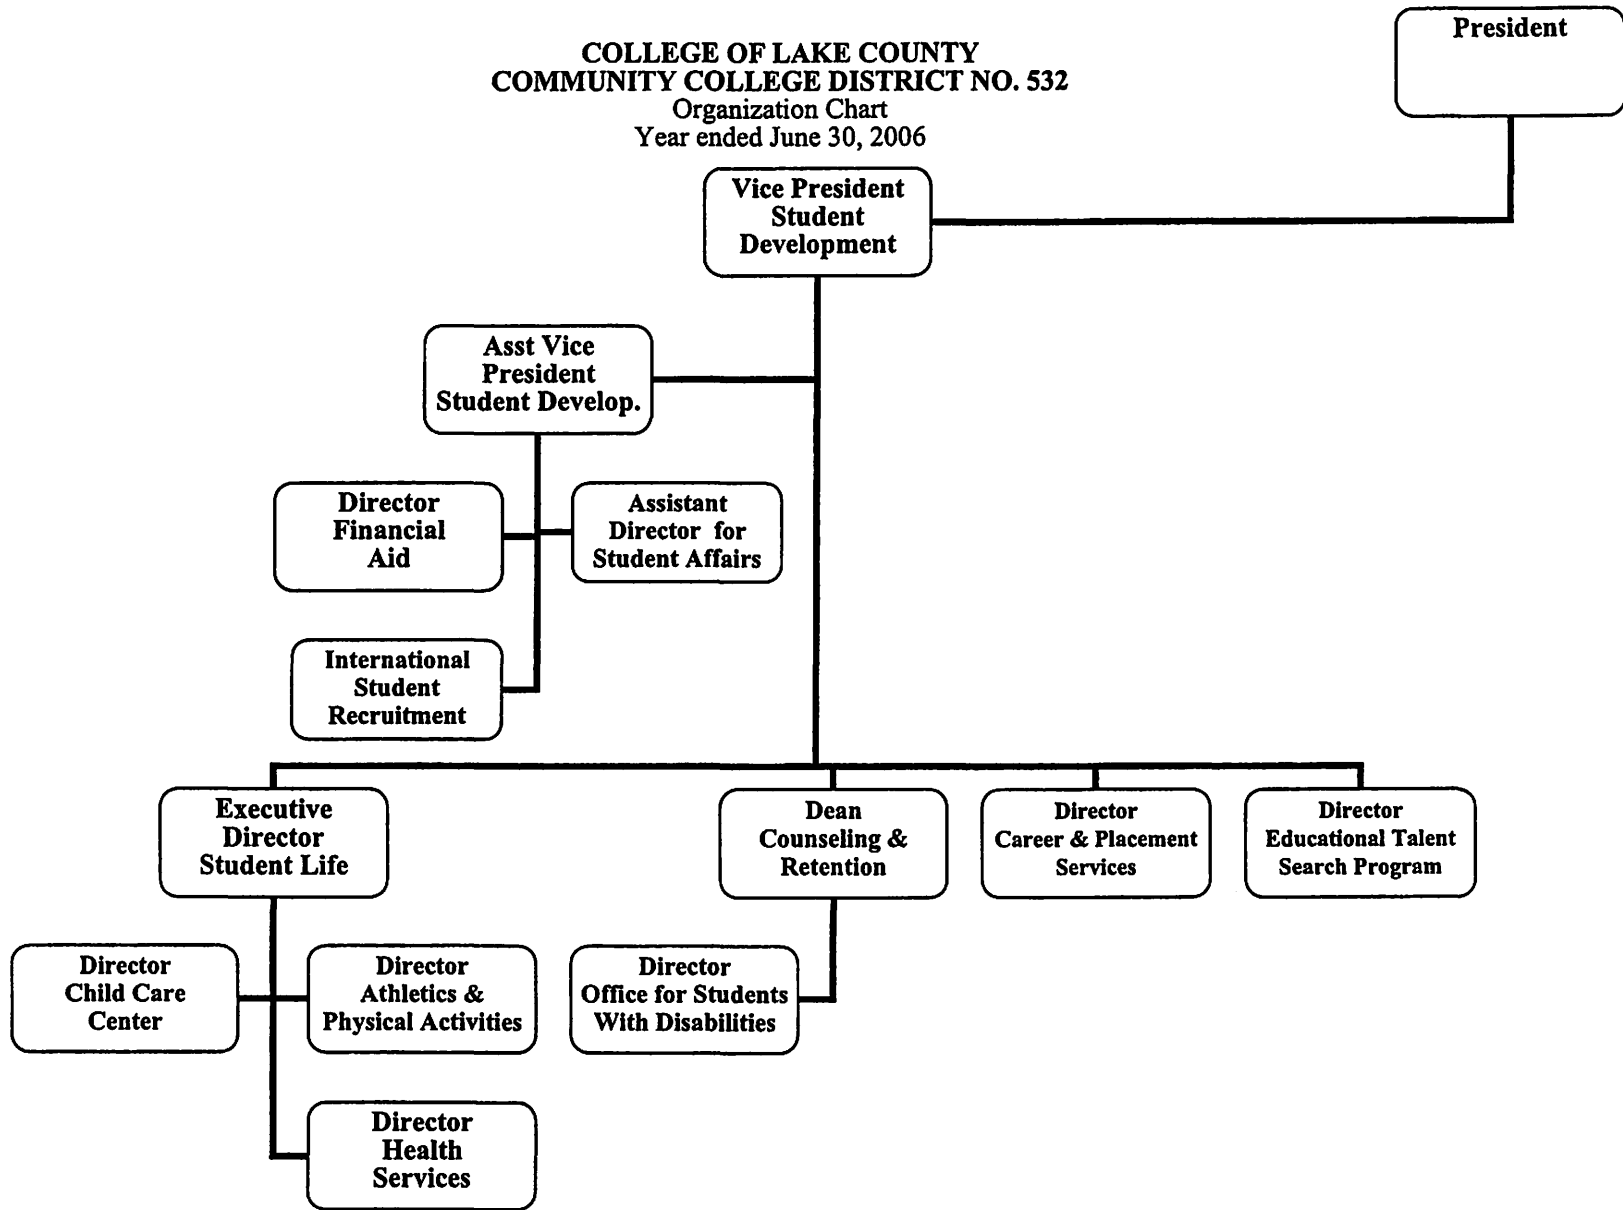 President
COLLEGE OF LAKE COUNTY
COMMUNITY COLLEGE DISTRICT NO. 532
Organization Chart
Year ended June 30, 2006
Vice President
Student
Development
Asst Vice
President
Student Develop.
Director
Financial
Aid
Assistant
Director for
Student Affairs
International
Student
Recruitment
Executive
Director
Student Life
Dean
Counseling &
Retention
Director
Career & Placement
Services
Director
Educational Talent
Search Program
Director
Child Care
Center
Director
Athletics &
Physical Activities
Director
Office for Students
With Disabilities
Director
Health
Services